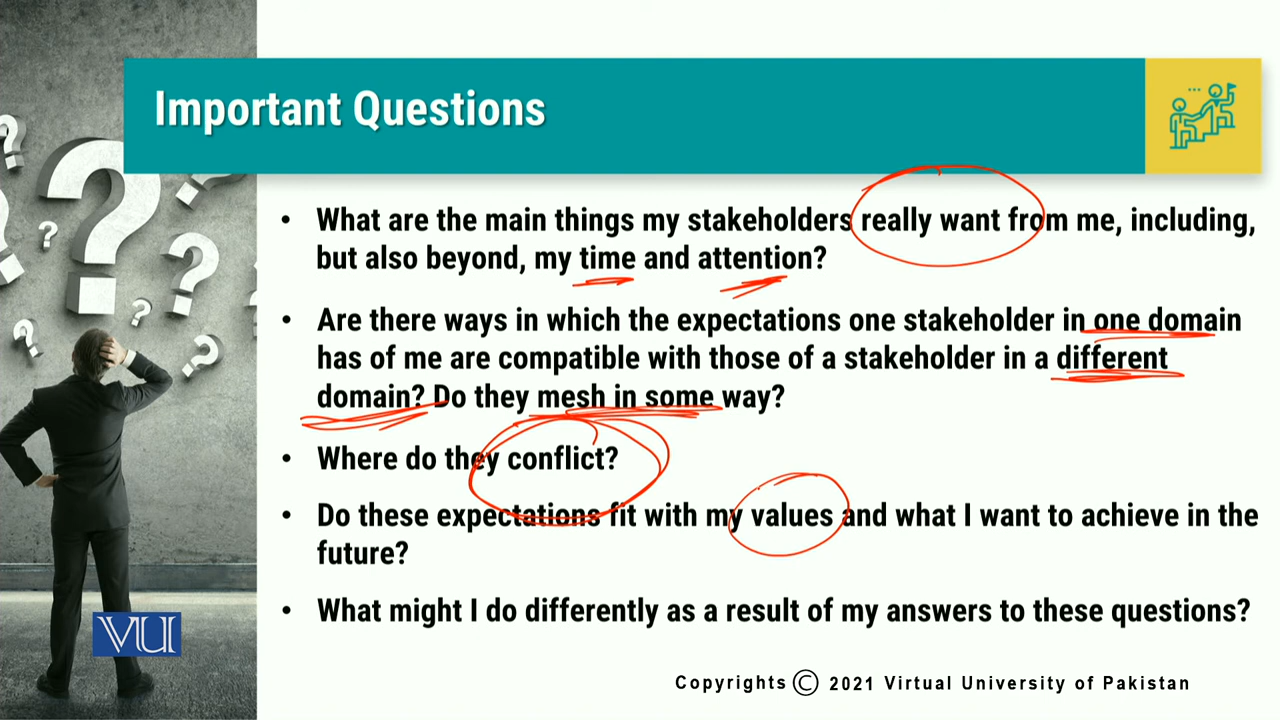 Important Questions
• What are the main things my stakeholders really want from me, including,
but also beyond, my time and attention?
• Are there ways in which the expectations one stakeholder in one domain
has of me are compatible with those of a stakeholder in a different
domain? Do they mesh in some way?
• Where do they conflict?
• Do these expectations fit with my values and what I want to achieve in the
future?
• What might I do differently as a result of my answers to these questions?
VU
Copyrights © 2021 Virtual University of Pakistan